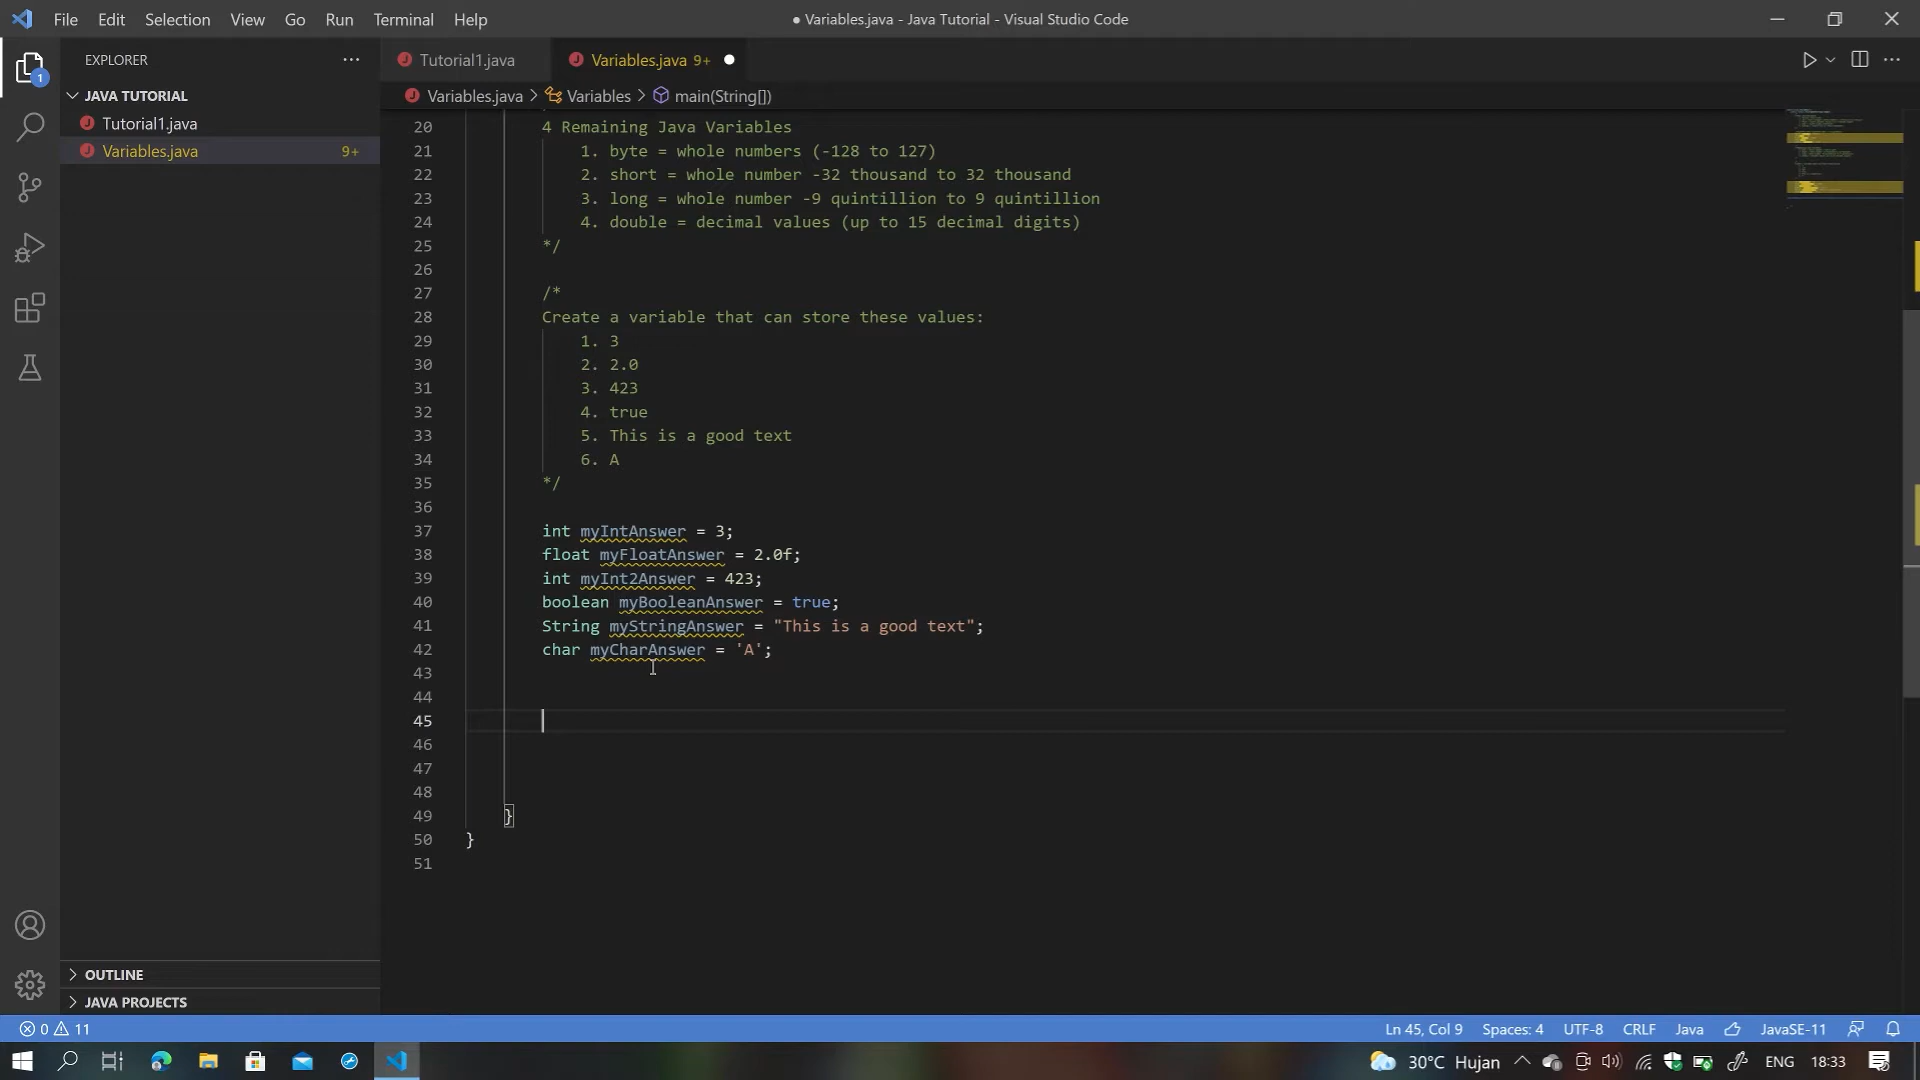 File Edit Selection View Go Run Terminal Help
● Variables.java - Java Tutorial - Visual Studio Code
EXPLORER
Tutorial1.java
Variables.java 9+
1
JAVA TUTORIAL
Tutorial1.java
Variables.java 9+
Variables.java > Variables > main(String[])
20 4 Remaining Java Variables
21 1. byte = whole numbers (-128 to 127)
22 2. short = whole number -32 thousand to 32 thousand
23 3. long = whole number -9 quintillion to 9 quintillion
24 4. double = decimal values (up to 15 decimal digits)
25 */
26
27 /*
28 Create a variable that can store these values:
29 1. 3
30 2. 2.0
31 3. 423
32 4. true
33 5. This is a good text
34 6. A
35 */
36
37 int myIntAnswer = 3;
38 float myFloatAnswer = 2.0f;
39 int myInt2Answer = 423;
40 boolean myBooleanAnswer = true;
41 String myStringAnswer = "This is a good text";
42 char myCharAnswer = 'A';
43
44
45
46
47
48
49 }
50 }
51
OUTLINE
JAVA PROJECTS
0 11
Ln 45, Col 9 Spaces: 4 UTF-8 CRLF Java JavaSE-11
30°C Hujan ENG 18:33